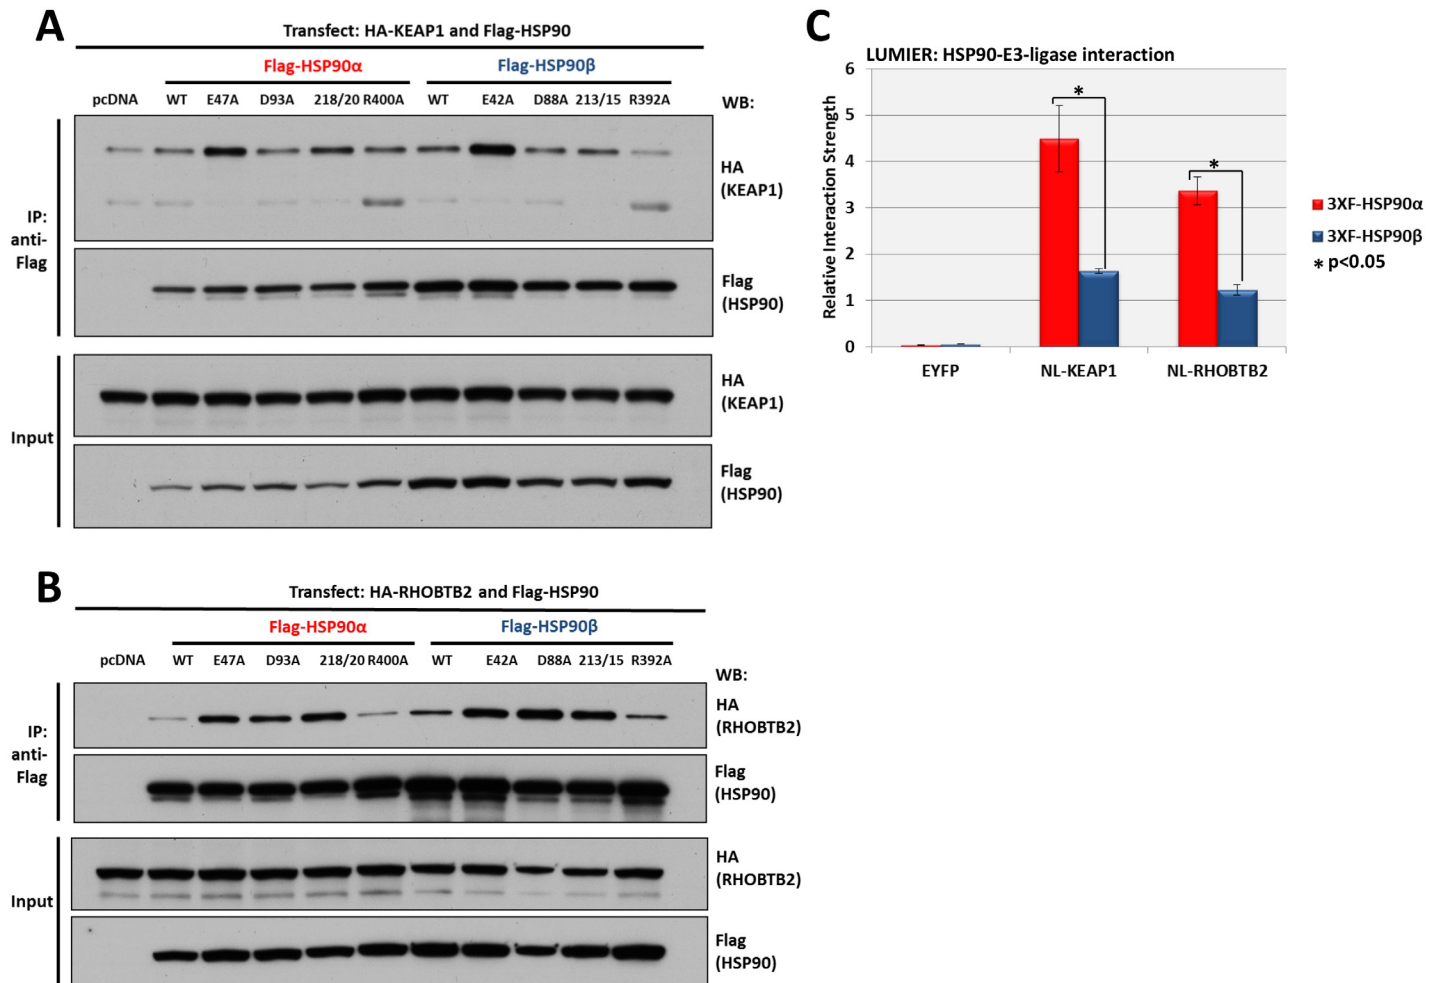 A
Transfect: HA-KEAP1 and Flag-HSP90
Flag-HSP90α Flag-HSP90β
pcDNA WT E47A D93A 218/20 R400A WT E42A D88A 213/15 R392A WB:
IP:
anti-
Flag
HA
(KEAP1)
Flag
(HSP90)
Input
HA
(KEAP1)
Flag
(HSP90)
B
Transfect: HA-RHOBTB2 and Flag-HSP90
Flag-HSP90α Flag-HSP90β
pcDNA WT E47A D93A 218/20 R400A WT E42A D88A 213/15 R392A
WB:
IP:
anti-
Flag
HA
(RHOBTB2)
Flag
(HSP90)
Input
HA
(RHOBTB2)
Flag
(HSP90)
C
LUMIER: HSP90-E3-ligase interaction
Relative Interaction Strength
6
5
4
3
2
1
0
*
*
EYFP NL-KEAP1 NL-RHOBTB2
3XF-HSP90α
3XF-HSP90β
* p<0.05